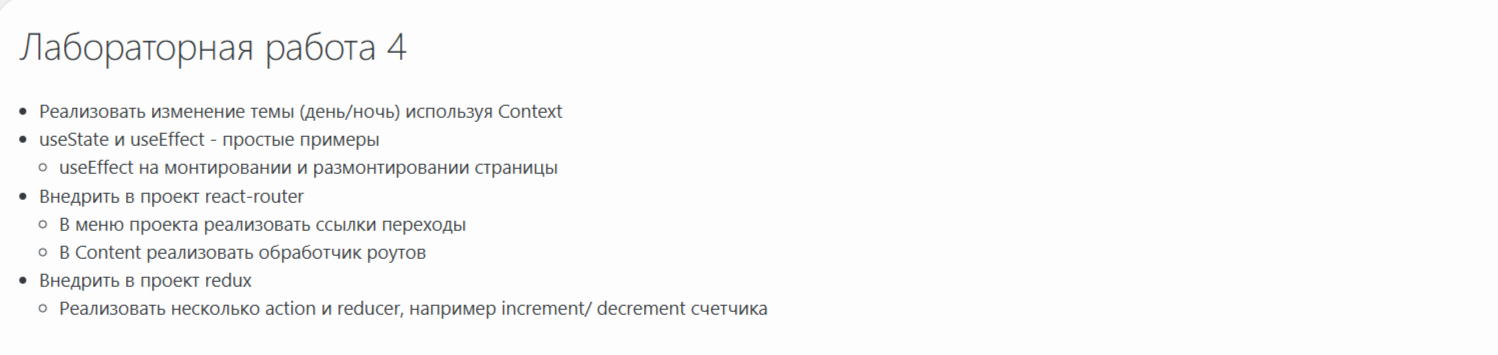 Лабораторная работа 4
Реализовать изменение темы (день/ночь) используя Context
useState и useEffect - простые примеры
useEffect на монтировании и размонтировании страницы
Внедрить в проект react-router
В меню проекта реализовать ссылки переходы
В Content реализовать обработчик роутов
Внедрить в проект redux
Реализовать несколько action и reducer, например increment/ decrement счетчика